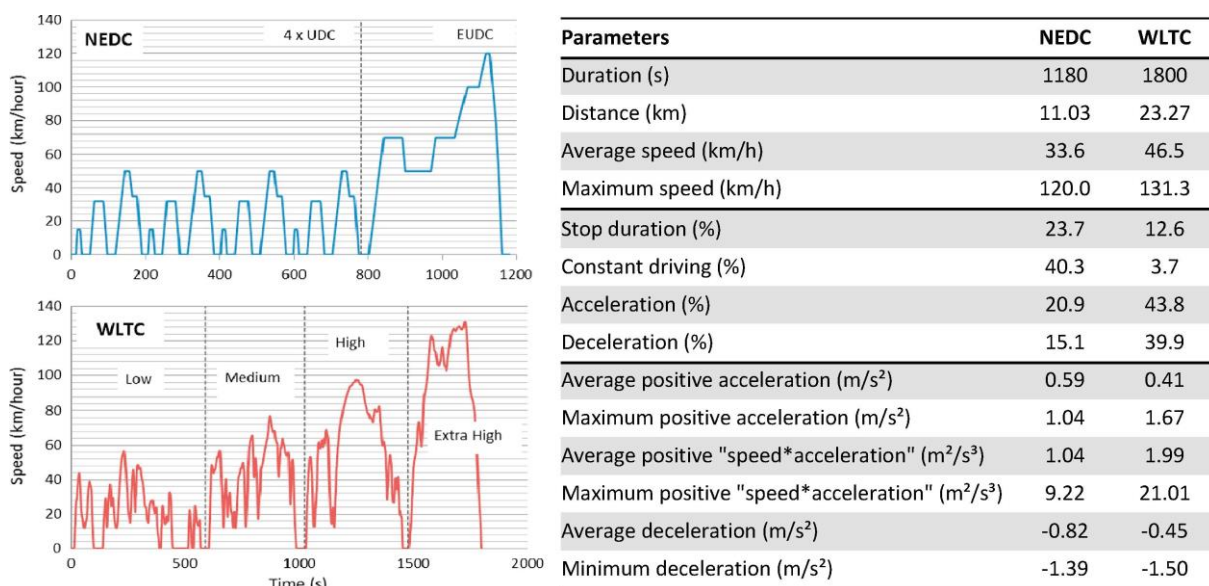 140
120
100
80
60
40
20
0
Speed (km/hour)
NEDC
4 x UDC
EUDC
0 200 400 600 800 1000 1200
140
120
100
80
60
40
20
0
Speed (km/hour)
WLTC
Low
Medium
High
Extra High
0 500 1000 1500 2000
Time (s)
Parameters NEDC WLTC
Duration (s) 1180 1800
Distance (km) 11.03 23.27
Average speed (km/h) 33.6 46.5
Maximum speed (km/h) 120.0 131.3
Stop duration (%) 23.7 12.6
Constant driving (%) 40.3 3.7
Acceleration (%) 20.9 43.8
Deceleration (%) 15.1 39.9
Average positive acceleration (m/s²) 0.59 0.41
Maximum positive acceleration (m/s²) 1.04 1.67
Average positive "speed*acceleration" (m²/s³) 1.04 1.99
Maximum positive "speed*acceleration" (m²/s³) 9.22 21.01
Average deceleration (m/s²) -0.82 -0.45
Minimum deceleration (m/s²) -1.39 -1.50